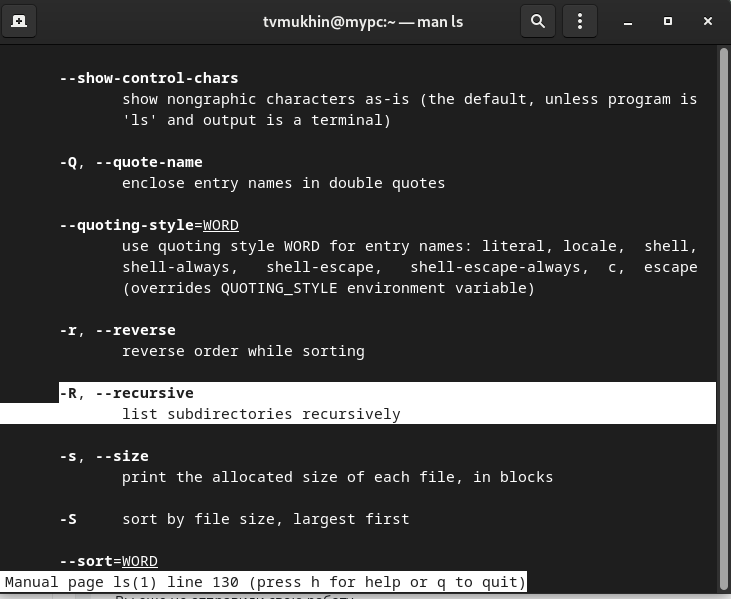 tvmukhin@mypc:~ — man ls
--show-control-chars
show nongraphic characters as-is (the default, unless program is
'ls' and output is a terminal)
-Q, --quote-name
enclose entry names in double quotes
--quoting-style=WORD
use quoting style WORD for entry names: literal, locale, shell,
shell-always, shell-escape, shell-escape-always, c, escape
(overrides QUOTING_STYLE environment variable)
-r, --reverse
reverse order while sorting
-R, --recursive
list subdirectories recursively
-s, --size
print the allocated size of each file, in blocks
-S sort by file size, largest first
--sort=WORD
Manual page ls(1) line 130 (press h for help or q to quit)